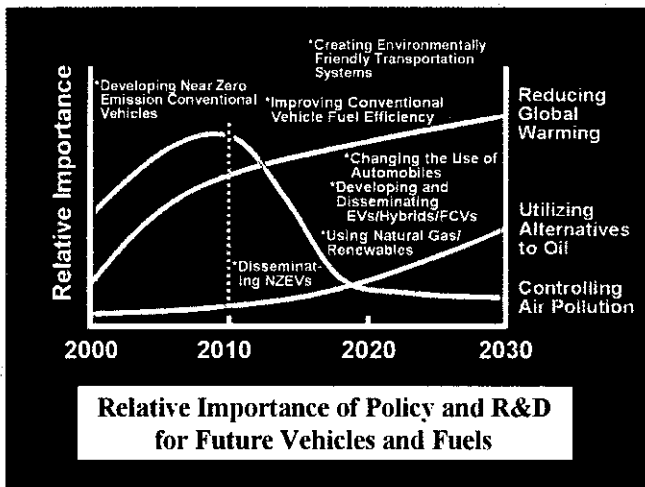 *Creating Environmentally
Friendly Transportation
Systems
*Developing Near Zero
Emission Conventional
Vehicles
*Improving Conventional
Vehicle Fuel Efficiency
Reducing
Global
Warming
*Changing the Use of
Automobiles
*Developing and
Disseminating
EVs/Hybrids/FCVs
*Using Natural Gas/
Renewables
Utilizing
Alternatives
to Oil
*Disseminat-
ing NZEVs
Controlling
Air Pollution
Relative Importance
2000
2010
2020
2030
Relative Importance of Policy and R&D
for Future Vehicles and Fuels